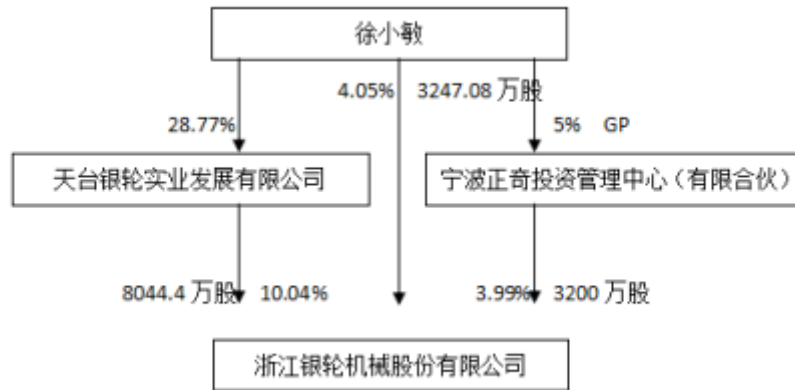 徐小敏
4.05% 3247.08 万股
28.77% 5% GP
天台银轮实业发展有限公司 宁波正奇投资管理中心（有限合伙）
8044.4 万股 10.04% 3.99% 3200 万股
浙江银轮机械股份有限公司